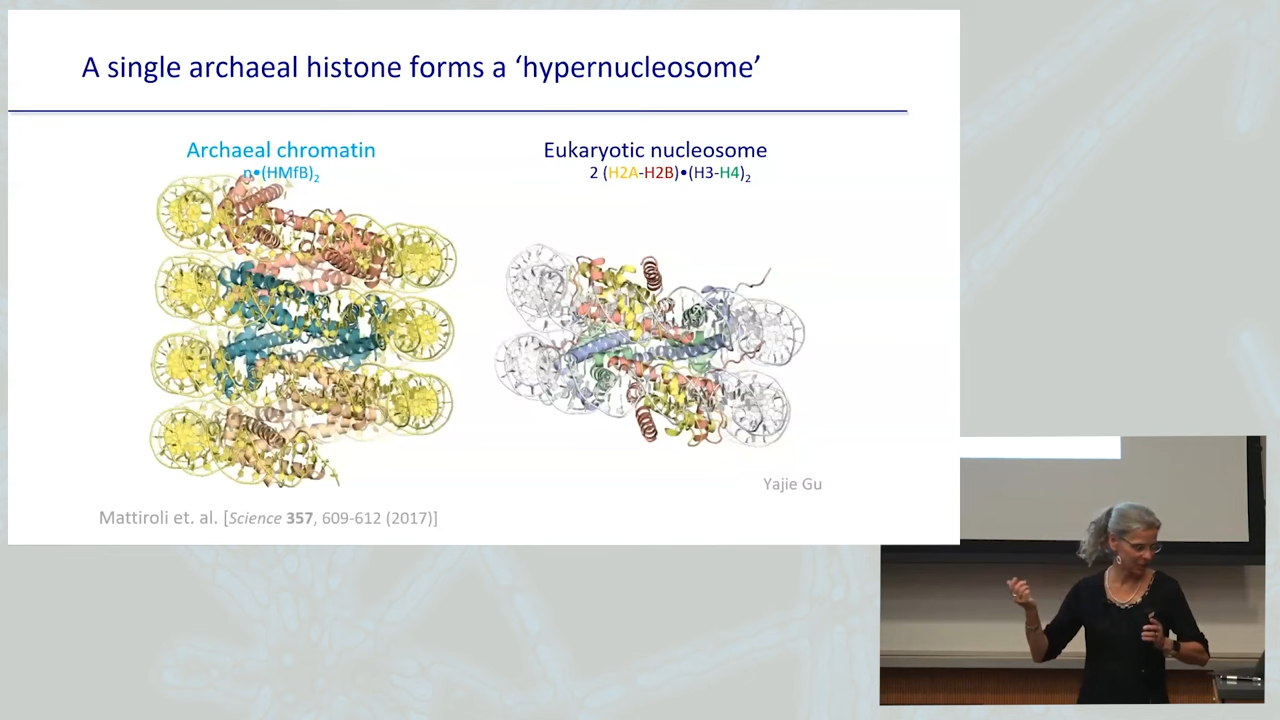 A single archaeal histone forms a ‘hypernucleosome’
Archaeal chromatin
n•(HMfB)₂
Eukaryotic nucleosome
2 (H2A-H2B)•(H3-H4)₂
Yajie Gu
Mattiroli et. al. [Science 357, 609-612 (2017)]